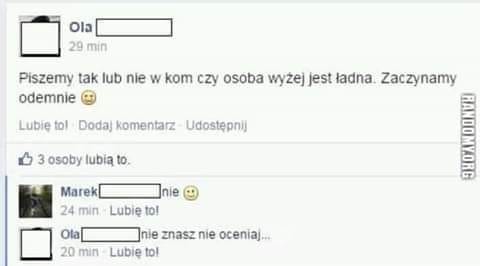 Ola
29 min
Piszemy tak lub nie w kom czy osoba wyżej jest ładna. Zaczynamy
odemnie
Lubię to! · Dodaj komentarz · Udostępnij
3 osoby lubią to.
Marek nie
24 min · Lubię to!
Ola nie znasz nie oceniaj...
20 min · Lubię to!
RANDOMY.ORG